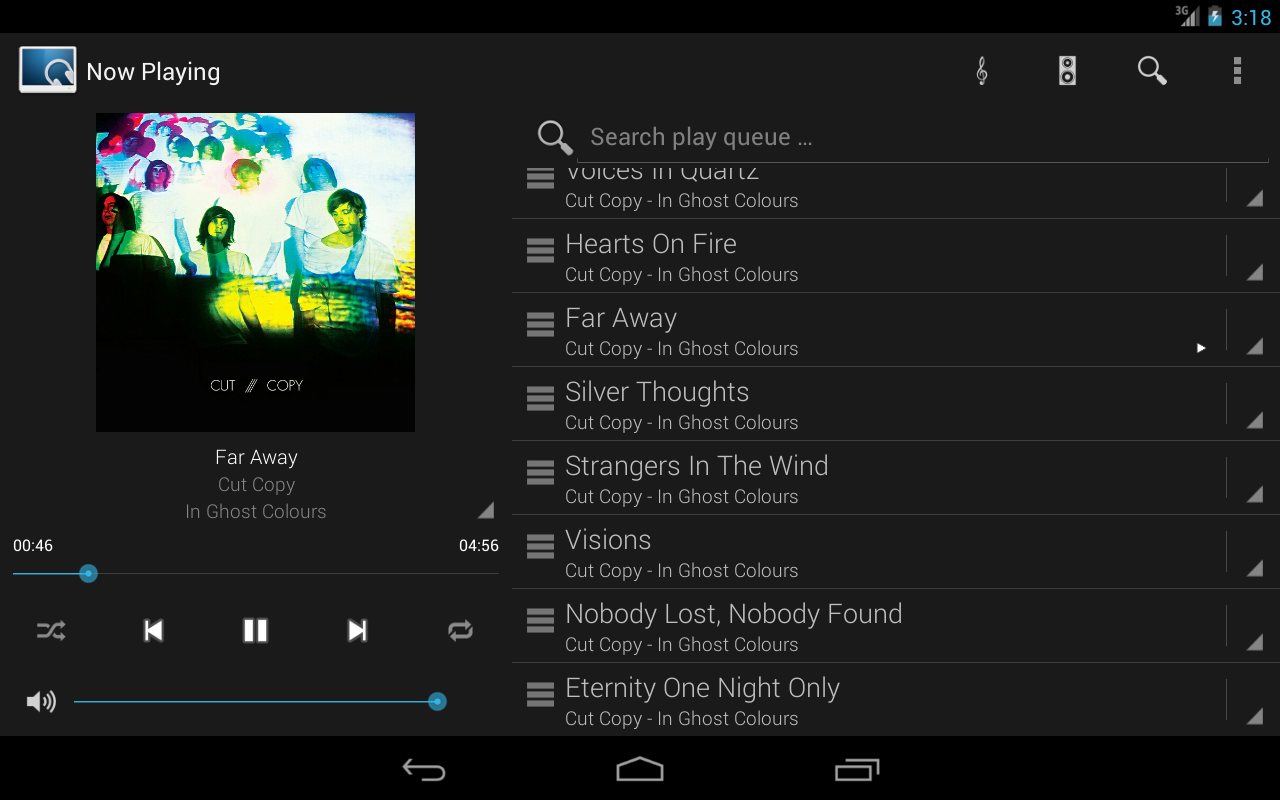 3G
3:18
Now Playing
CUT /// COPY
Far Away
Cut Copy
In Ghost Colours
00:46
04:56
Search play queue ...
Voices In Quartz
Cut Copy - In Ghost Colours
Hearts On Fire
Cut Copy - In Ghost Colours
Far Away
Cut Copy - In Ghost Colours
Silver Thoughts
Cut Copy - In Ghost Colours
Strangers In The Wind
Cut Copy - In Ghost Colours
Visions
Cut Copy - In Ghost Colours
Nobody Lost, Nobody Found
Cut Copy - In Ghost Colours
Eternity One Night Only
Cut Copy - In Ghost Colours